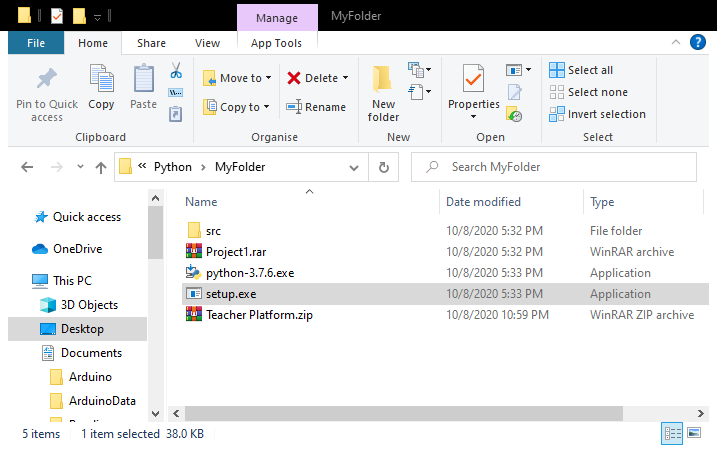 Manage MyFolder
File Home Share View App Tools
Pin to Quick access Copy Paste Move to Copy to Delete Rename New folder Properties Select all Select none Invert selection
Clipboard Organise New Open Select
Python MyFolder Search MyFolder
Name Date modified Type
Quick access
OneDrive
This PC
3D Objects
Desktop
Documents
Arduino
ArduinoData
src 10/8/2020 5:32 PM File folder
Project1.rar 10/8/2020 5:32 PM WinRAR archive
python-3.7.6.exe 10/8/2020 5:33 PM Application
setup.exe 10/8/2020 5:33 PM Application
Teacher Platform.zip 10/8/2020 10:59 PM WinRAR ZIP archive
5 items 1 item selected 38.0 KB